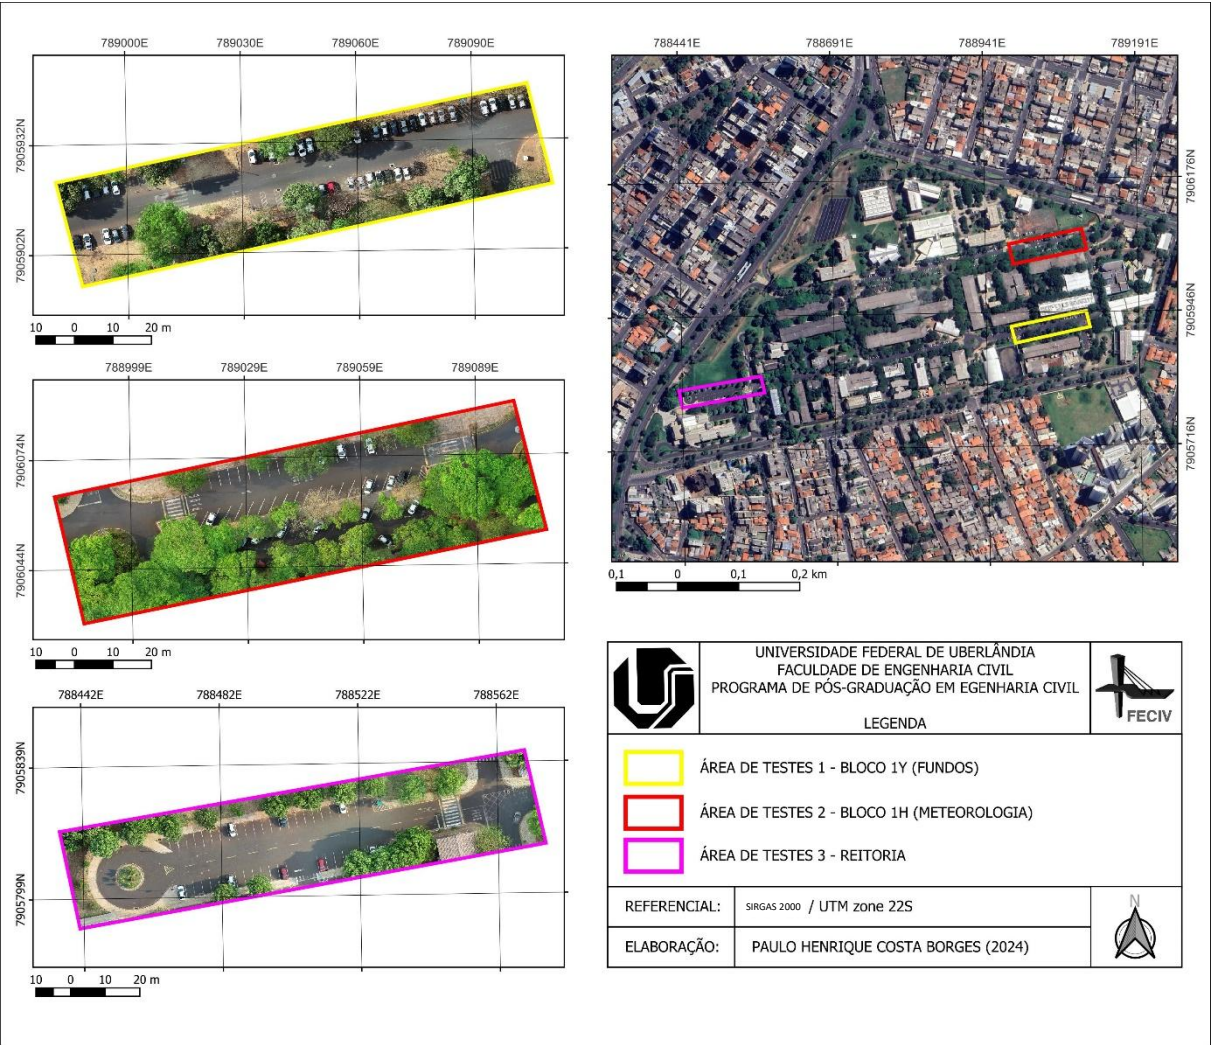 789000E 789030E 789060E 789090E
7905932N
7905902N
10 0 10 20 m
788999E 789029E 789059E 789089E
7906074N
7906044N
10 0 10 20 m
788442E 788482E 788522E 788562E
7905839N
7905799N
10 0 10 20 m
788441E 788691E 788941E 789191E
7906176N
7905946N
7905716N
0,1 0 0,1 0,2 km
UNIVERSIDADE FEDERAL DE UBERLÂNDIA
FACULDADE DE ENGENHARIA CIVIL
PROGRAMA DE PÓS-GRADUAÇÃO EM EGENHARIA CIVIL
LEGENDA
FECIV
ÁREA DE TESTES 1 - BLOCO 1Y (FUNDOS)
ÁREA DE TESTES 2 - BLOCO 1H (METEOROLOGIA)
ÁREA DE TESTES 3 - REITORIA
REFERENCIAL: SIRGAS 2000 / UTM zone 22S
ELABORAÇÃO: PAULO HENRIQUE COSTA BORGES (2024)
N